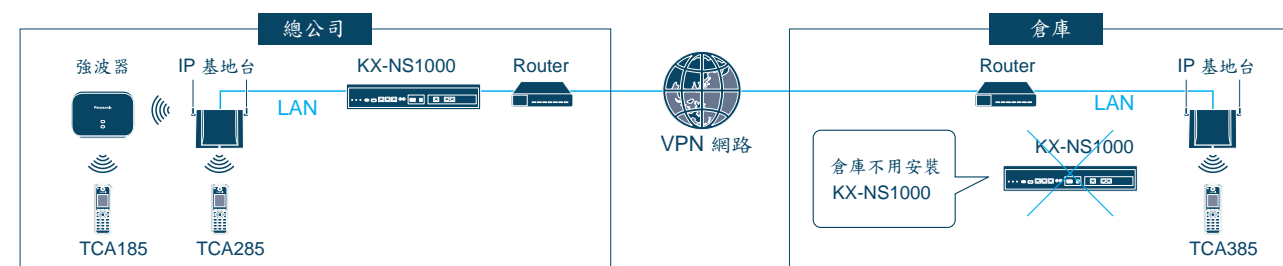 總公司
強波器
IP 基地台
KX-NS1000
Router
LAN
Panasonic
TCA185
TCA285
VPN 網路
倉庫
Router
IP 基地台
LAN
KX-NS1000
倉庫不用安裝
KX-NS1000
TCA385